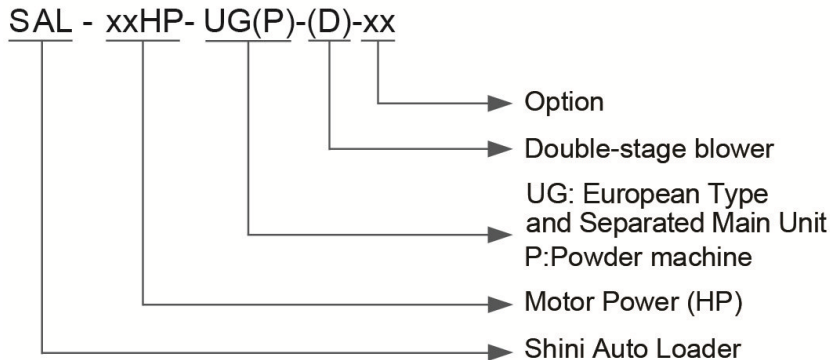 SAL - xxHP- UG(P)-(D)-xx
Option
Double-stage blower
UG: European Type
and Separated Main Unit
P:Powder machine
Motor Power (HP)
Shini Auto Loader